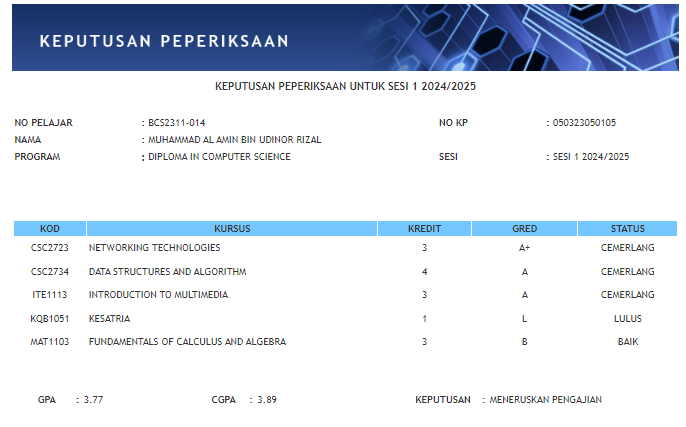 KEPUTUSAN PEPERIKSAAN
KEPUTUSAN PEPERIKSAAN UNTUK SESI 1 2024/2025
NO PELAJAR : BCS2311-014 NO KP : 050323050105
NAMA : MUHAMMAD AL AMIN BIN UDINOR RIZAL
PROGRAM : DIPLOMA IN COMPUTER SCIENCE SESI : SESI 1 2024/2025
KOD KURSUS KREDIT GRED STATUS
CSC2723 NETWORKING TECHNOLOGIES 3 A+ CEMERLANG
CSC2734 DATA STRUCTURES AND ALGORITHM 4 A CEMERLANG
ITE1113 INTRODUCTION TO MULTIMEDIA 3 A CEMERLANG
KQB1051 KESATRIA 1 L LULUS
MAT1103 FUNDAMENTALS OF CALCULUS AND ALGEBRA 3 B BAIK
GPA : 3.77 CGPA : 3.89 KEPUTUSAN : MENERUSKAN PENGAJIAN